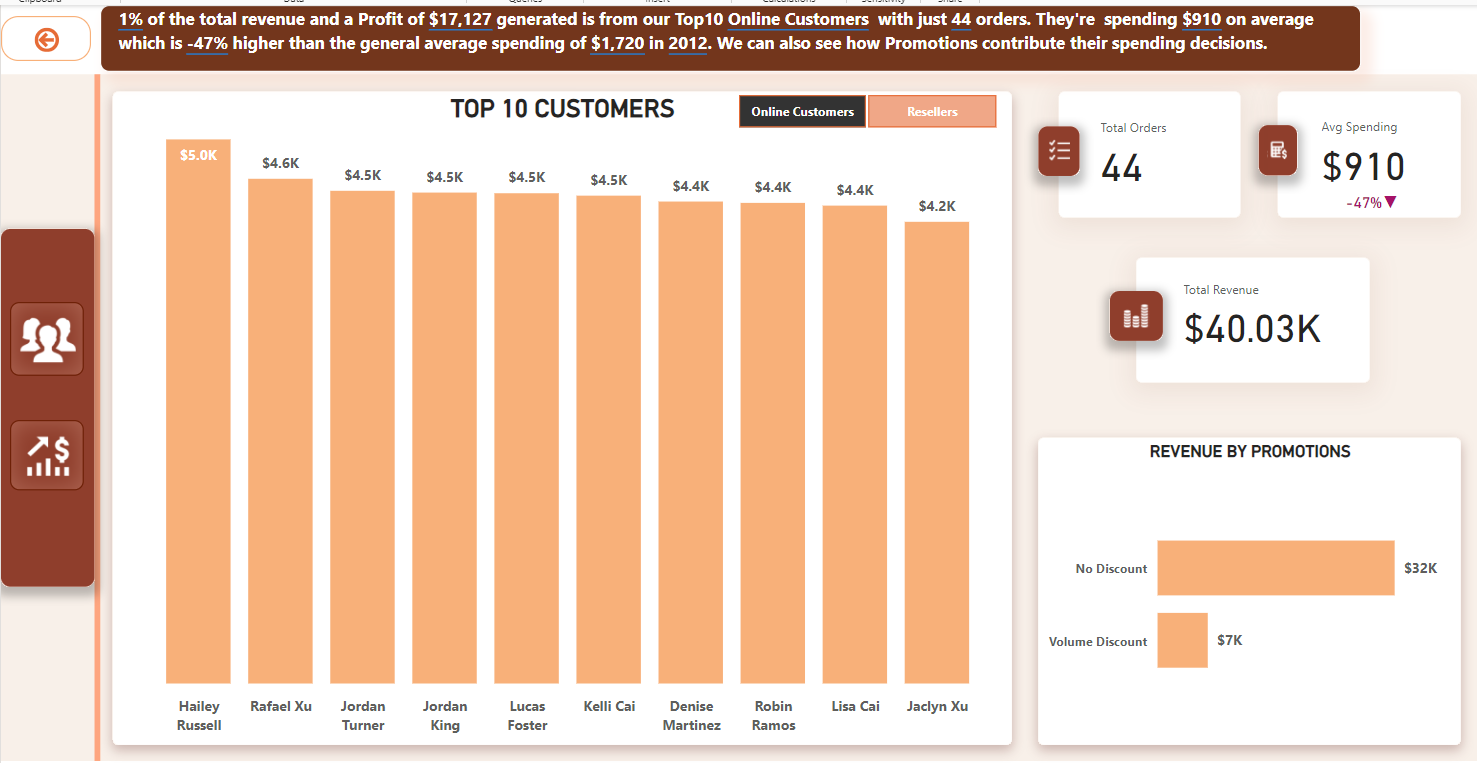 1% of the total revenue and a Profit of $17,127 generated is from our Top10 Online Customers with just 44 orders. They're spending $910 on average
which is -47% higher than the general average spending of $1,720 in 2012. We can also see how Promotions contribute their spending decisions.
TOP 10 CUSTOMERS
Online Customers
Resellers
$5.0K
$4.6K
$4.5K
$4.5K
$4.5K
$4.5K
$4.4K
$4.4K
$4.4K
$4.2K
Hailey
Russell
Rafael Xu
Jordan
Turner
Jordan
King
Lucas
Foster
Kelli Cai
Denise
Martinez
Robin
Ramos
Lisa Cai
Jaclyn Xu
Total Orders
44
Avg Spending
$910
-47%▼
Total Revenue
$40.03K
REVENUE BY PROMOTIONS
No Discount
$32K
Volume Discount
$7K